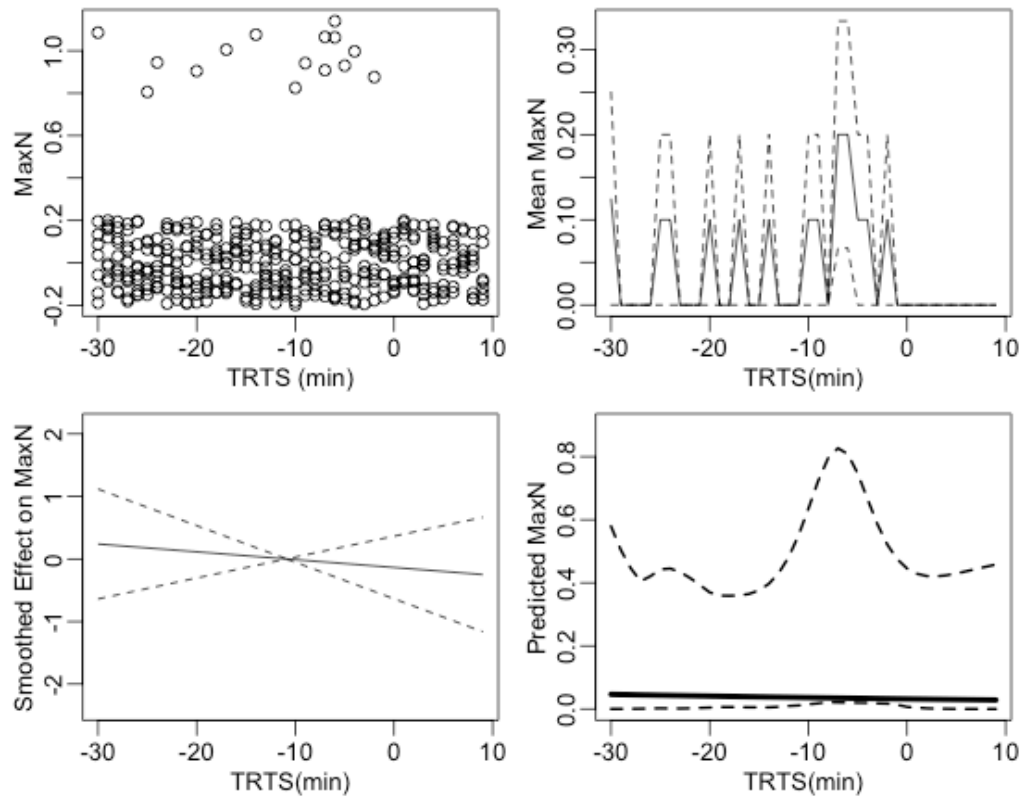 MaxN
1.0
0.6
0.2
-0.2
-30 -20 -10 0 10
TRTS (min)
Mean MaxN
0.30
0.20
0.10
0.00
-30 -20 -10 0 10
TRTS(min)
Smoothed Effect on MaxN
2
1
0
-1
-2
-30 -20 -10 0 10
TRTS(min)
Predicted MaxN
0.8
0.6
0.4
0.2
0.0
-30 -20 -10 0 10
TRTS(min)